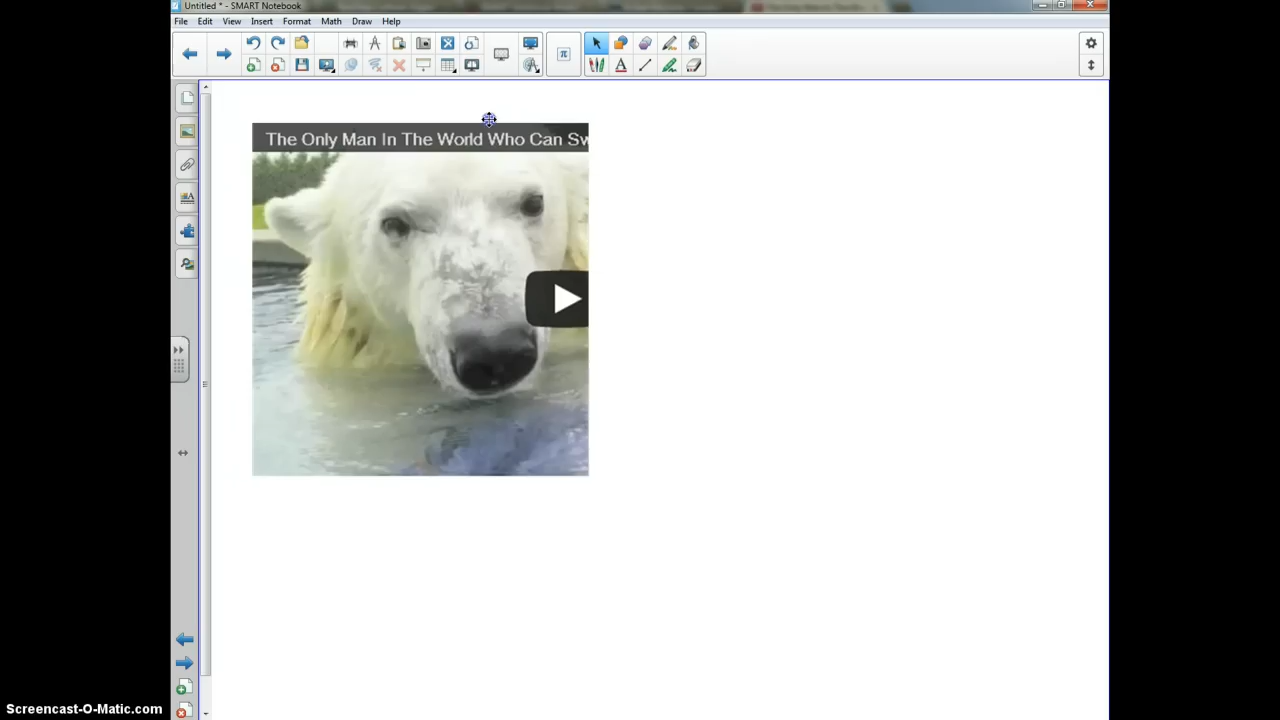 Untitled * - SMART Notebook
File Edit View Insert Format Math Draw Help
π
A
The Only Man In The World Who Can Sw
Screencast-O-Matic.com